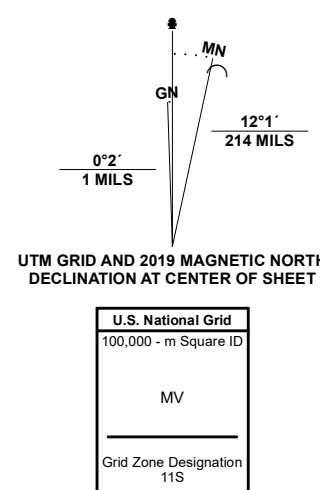 MN
GN
12°1´
214 MILS
0°2´
1 MILS
UTM GRID AND 2019 MAGNETIC NORTH
DECLINATION AT CENTER OF SHEET
U.S. National Grid
100,000 - m Square ID
MV
Grid Zone Designation
11S